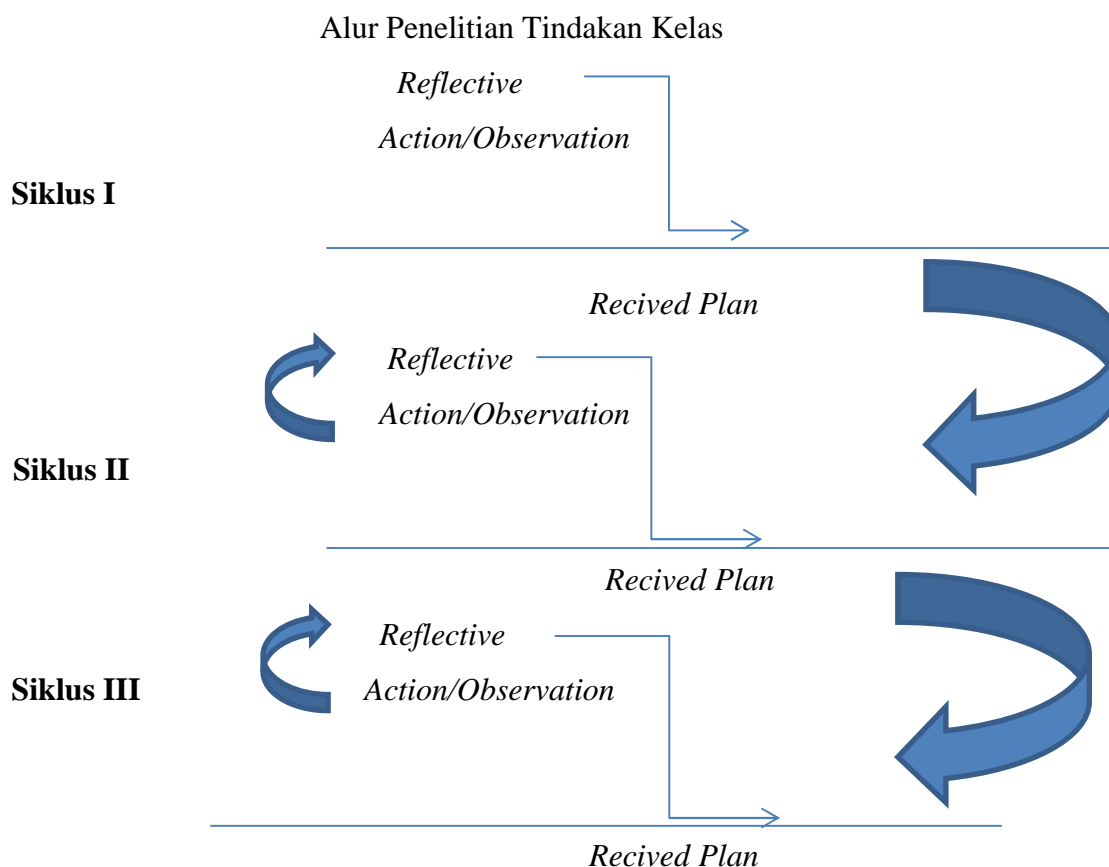 Alur Penelitian Tindakan Kelas
Reflective
Action/Observation
Siklus I
Recived Plan
Reflective
Action/Observation
Siklus II
Recived Plan
Reflective
Action/Observation
Siklus III
Recived Plan